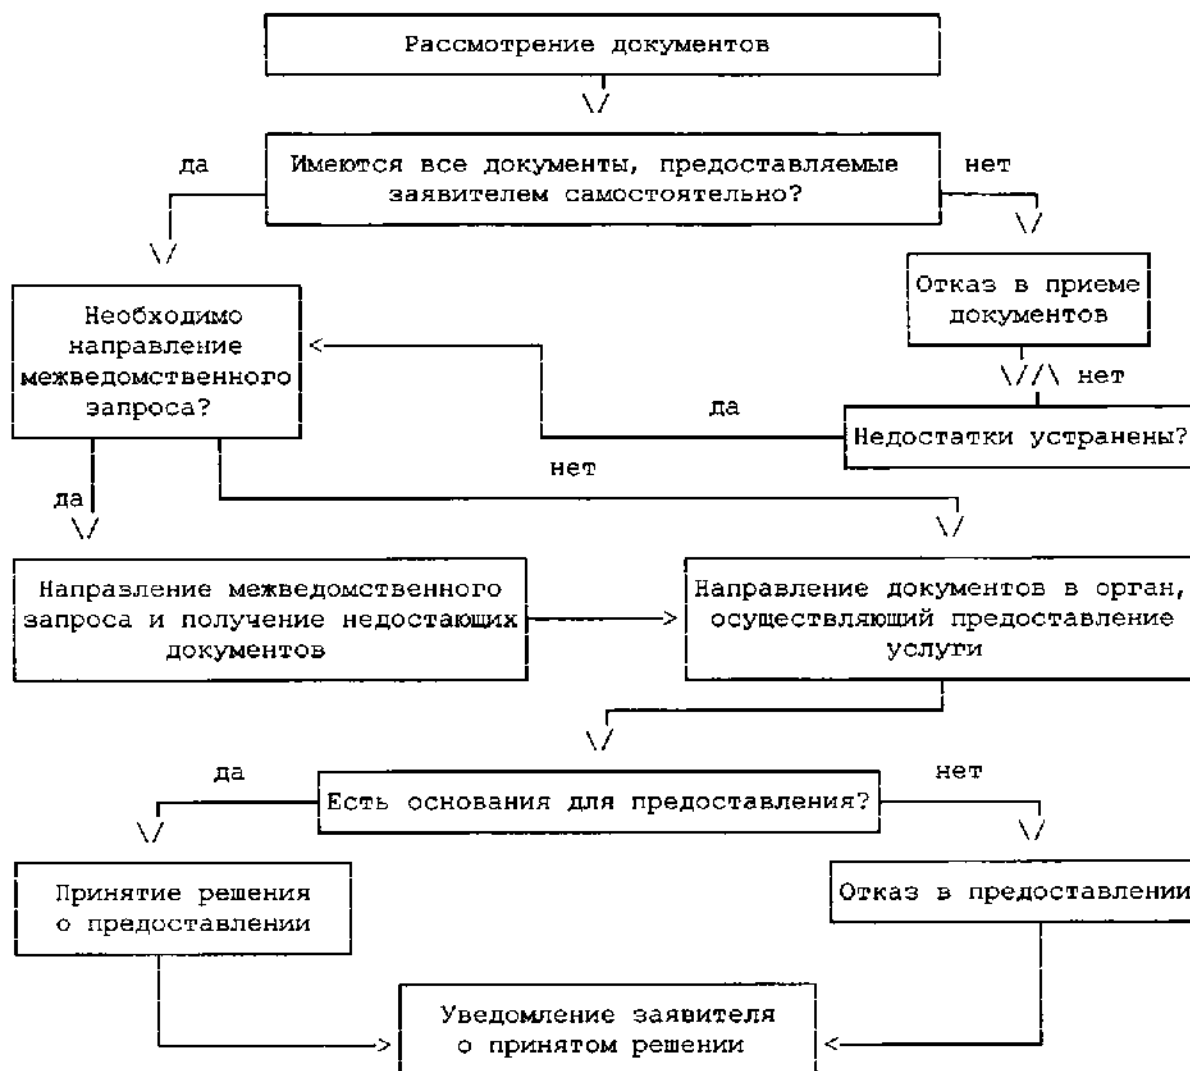 Рассмотрение документов
да
Имеются все документы, предоставляемые
заявителем самостоятельно?
нет
Отказ в приеме
документов
Необходимо
направление
межведомственного
запроса?
нет
да
Недостатки устранены?
нет
да
Направление межведомственного
запроса и получение недостающих
документов
Направление документов в орган,
осуществляющий предоставление
услуги
да
нет
Есть основания для предоставления?
Принятие решения
о предоставлении
Отказ в предоставлении
Уведомление заявителя
о принятом решении